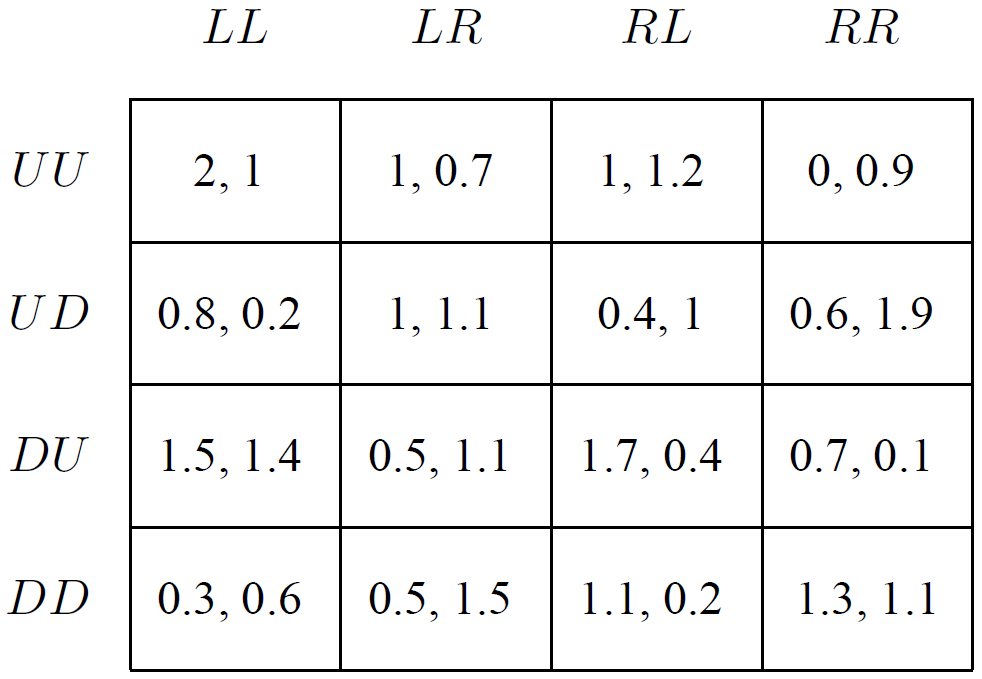 LL LR RL RR
UU 2, 1 1, 0.7 1, 1.2 0, 0.9
UD 0.8, 0.2 1, 1.1 0.4, 1 0.6, 1.9
DU 1.5, 1.4 0.5, 1.1 1.7, 0.4 0.7, 0.1
DD 0.3, 0.6 0.5, 1.5 1.1, 0.2 1.3, 1.1